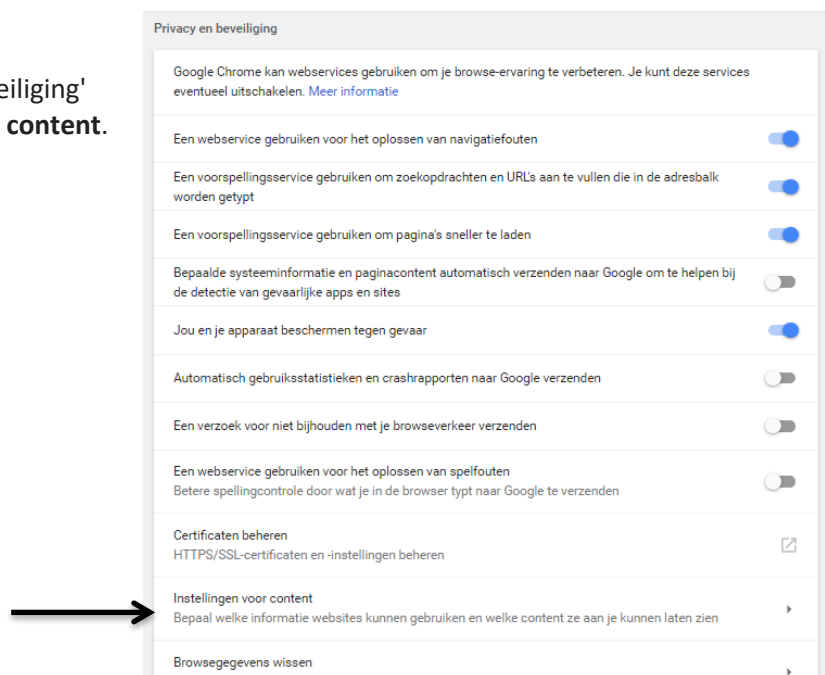 eiliging'
content.
Privacy en beveiliging
Google Chrome kan webservices gebruiken om je browse-ervaring te verbeteren. Je kunt deze services
eventueel uitschakelen. Meer informatie
Een webservice gebruiken voor het oplossen van navigatiefouten
Een voorspellingsservice gebruiken om zoekopdrachten en URL's aan te vullen die in de adresbalk
worden getypt
Een voorspellingsservice gebruiken om pagina's sneller te laden
Bepaalde systeeminformatie en paginacontent automatisch verzenden naar Google om te helpen bij
de detectie van gevaarlijke apps en sites
Jou en je apparaat beschermen tegen gevaar
Automatisch gebruiksstatistieken en crashrapporten naar Google verzenden
Een verzoek voor niet bijhouden met je browseverkeer verzenden
Een webservice gebruiken voor het oplossen van spelfouten
Betere spellingcontrole door wat je in de browser typt naar Google te verzenden
Certificaten beheren
HTTPS/SSL-certificaten en -instellingen beheren
Instellingen voor content
Bepaal welke informatie websites kunnen gebruiken en welke content ze aan je kunnen laten zien
Browsegegevens wissen